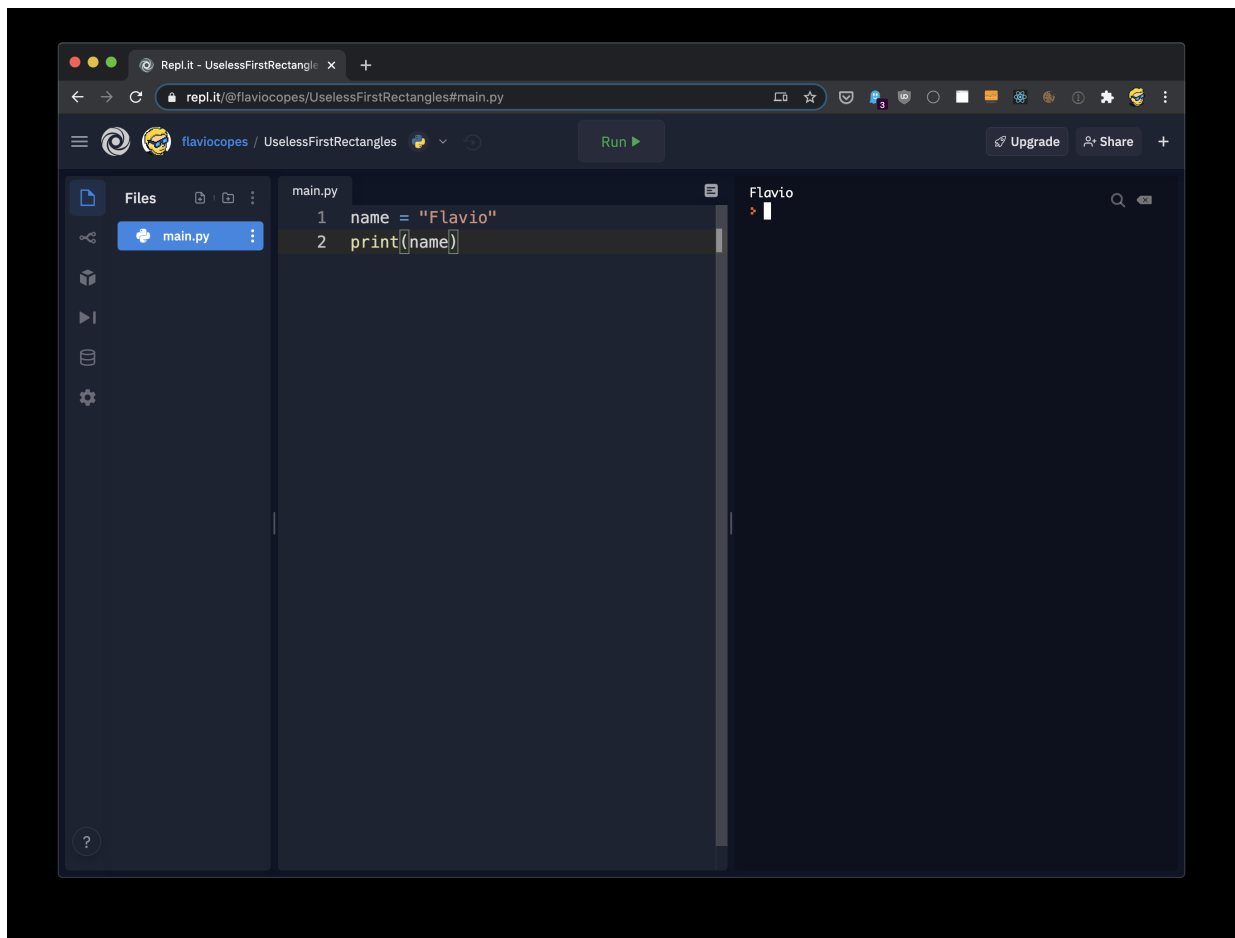 Repl.it - UselessFirstRectangle
repl.it/@flaviocopes/UselessFirstRectangles#main.py
3
flaviocopes / UselessFirstRectangles
Run
Upgrade
Share
Files
main.py
main.py
1 name = "Flavio"
2 print(name)
Flavio
>
?